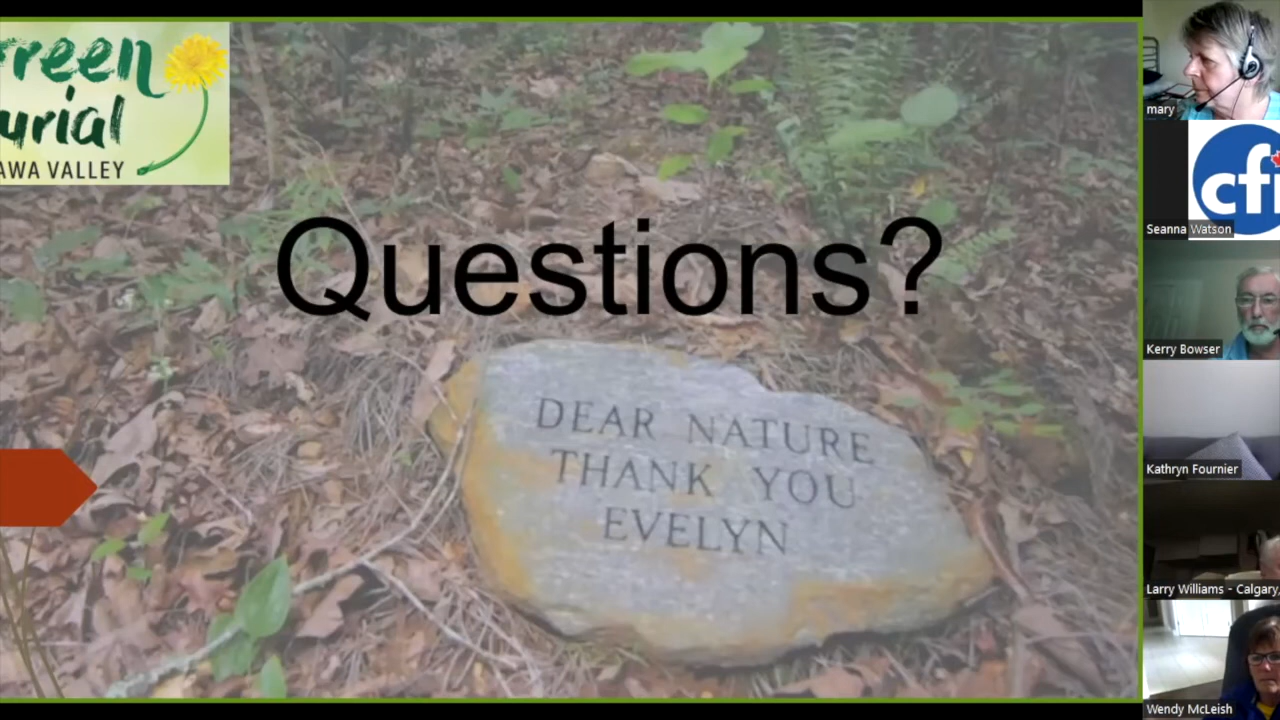 reen
urial
AWA VALLEY
Questions?
DEAR NATURE
THANK YOU
EVELYN
mary
cfi
Seanna Watson
Kerry Bowser
Kathryn Fournier
Larry Williams - Calgary,
Wendy McLeish